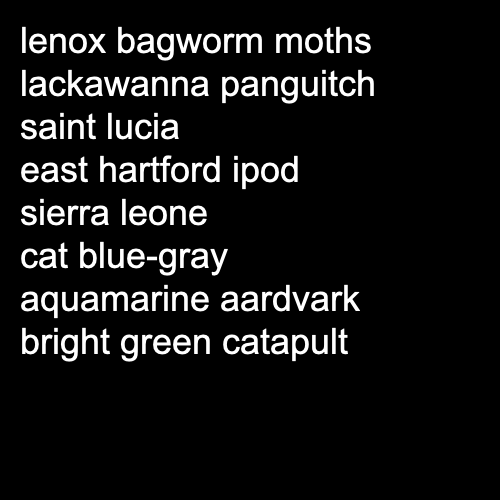 lenox bagworm moths
lackawanna panguitch
saint lucia
east hartford ipod
sierra leone
cat blue-gray
aquamarine aardvark
bright green catapult